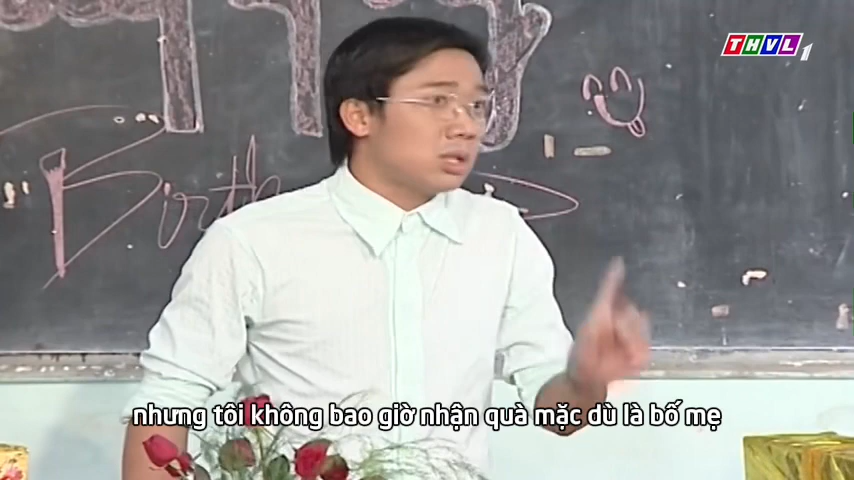 THVL1
Birth
nhưng tôi không bao giờ nhận quà mặc dù là bố mẹ